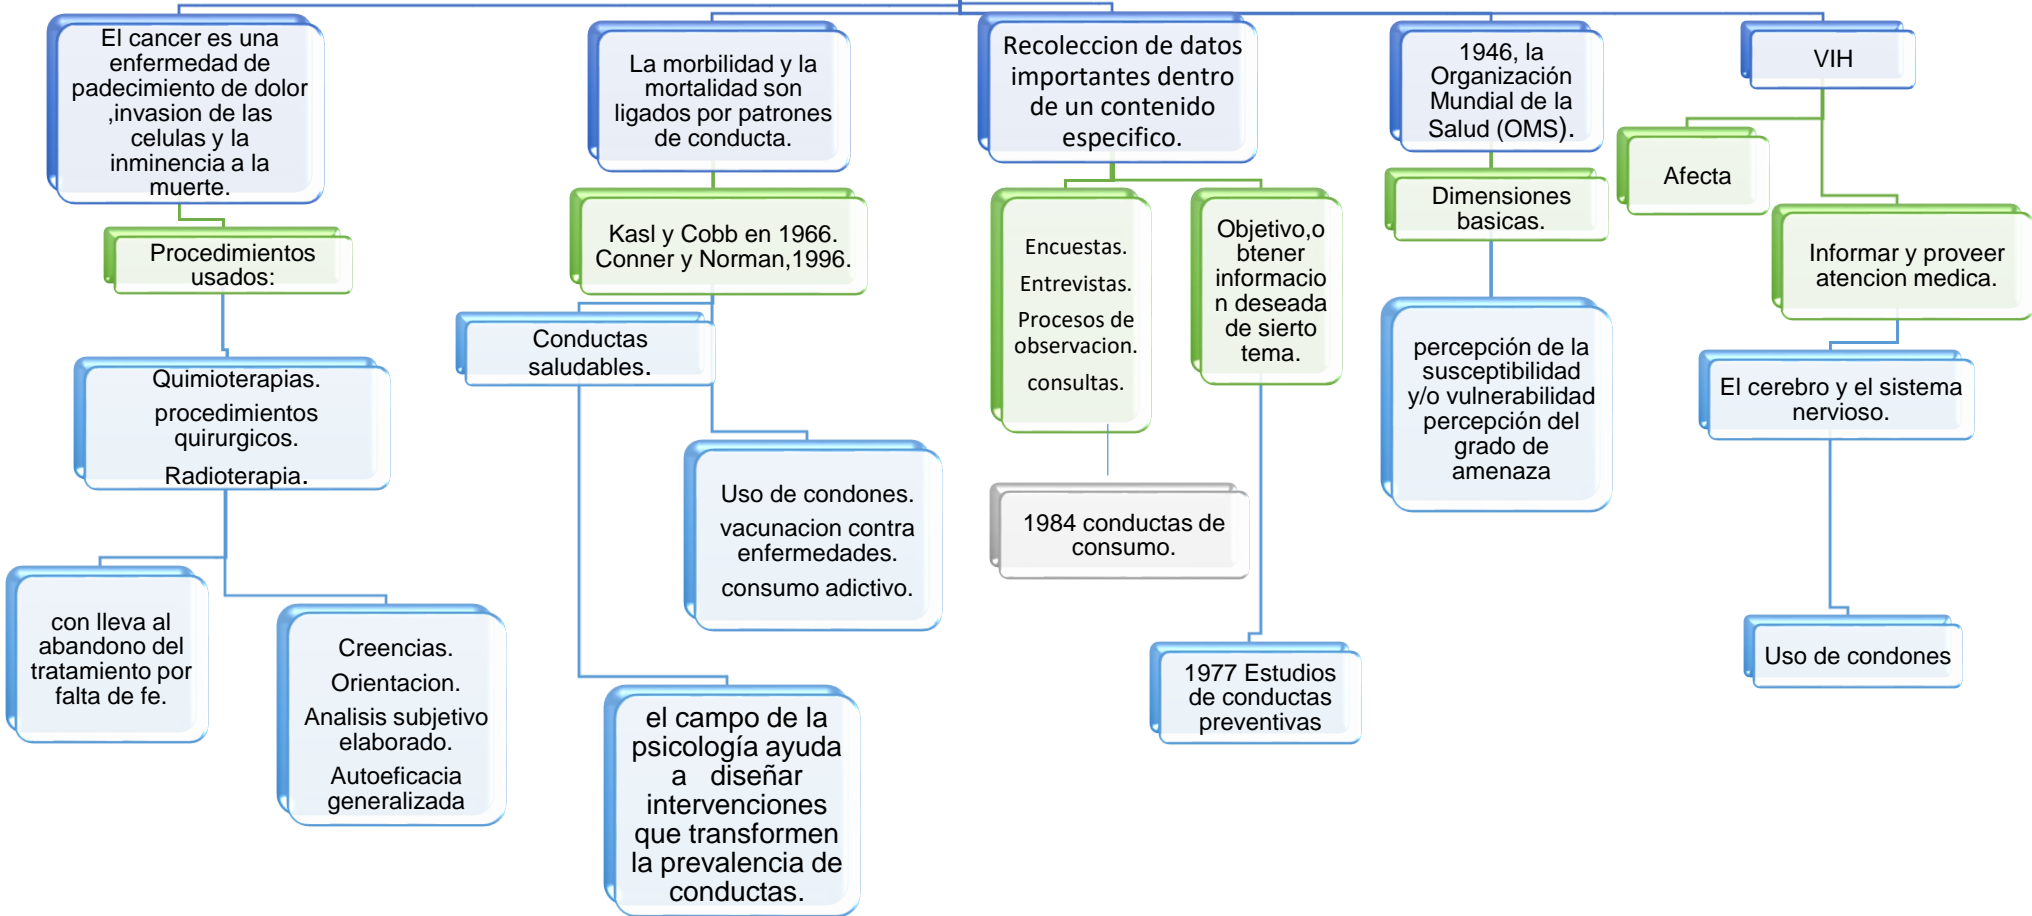 El cancer es una
enfermedad de
padecimiento de dolor
,invasion de las
celulas y la
inminencia a la
muerte.
Procedimientos
usados:
Quimioterapias.
procedimientos
quirurgicos.
Radioterapia.
con lleva al
abandono del
tratamiento por
falta de fe.
Creencias.
Orientacion.
Analisis subjetivo
elaborado.
Autoeficacia
generalizada
La morbilidad y la
mortalidad son
ligados por patrones
de conducta.
Kasl y Cobb en 1966.
Conner y Norman,1996.
Conductas
saludables.
Uso de condones.
vacunacion contra
enfermedades.
consumo adictivo.
el campo de la
psicología ayuda
a diseñar
intervenciones
que transformen
la prevalencia de
conductas.
Recoleccion de datos
importantes dentro
de un contenido
especifico.
Encuestas.
Entrevistas.
Procesos de
observacion.
consultas.
1984 conductas de
consumo.
Objetivo,o
btener
informacio
n deseada
de sierto
tema.
1977 Estudios
de conductas
preventivas
1946, la
Organización
Mundial de la
Salud (OMS).
Dimensiones
basicas.
percepción de la
susceptibilidad
y/o vulnerabilidad
percepción del
grado de
amenaza
VIH
Afecta
Informar y proveer
atencion medica.
El cerebro y el sistema
nervioso.
Uso de condones